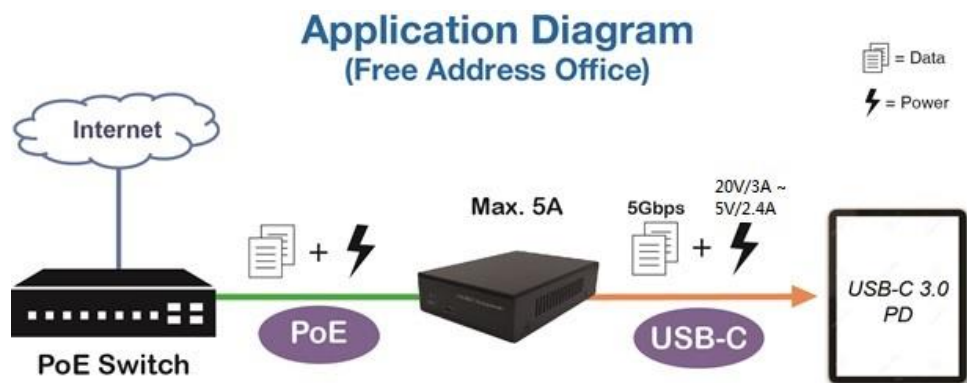 Application Diagram
(Free Address Office)
= Data
= Power
Internet
Max. 5A
5Gbps
20V/3A ~
5V/2.4A
+
+
PoE
USB-C
PoE Switch
USB-C 3.0
PD